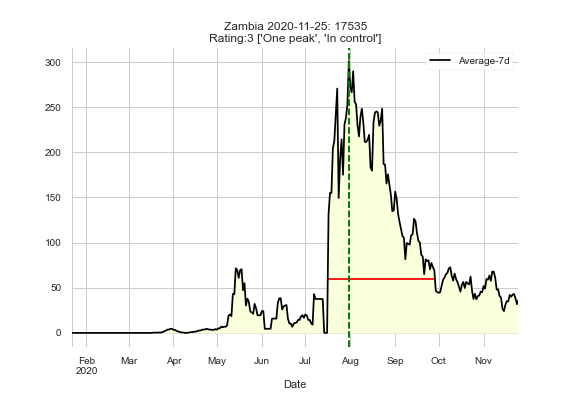 Zambia 2020-11-25: 17535
Rating:3 ['One peak', 'In control']
Average-7d
300
250
200
150
100
50
0
Feb Mar Apr May Jun Jul Aug Sep Oct Nov
2020
Date